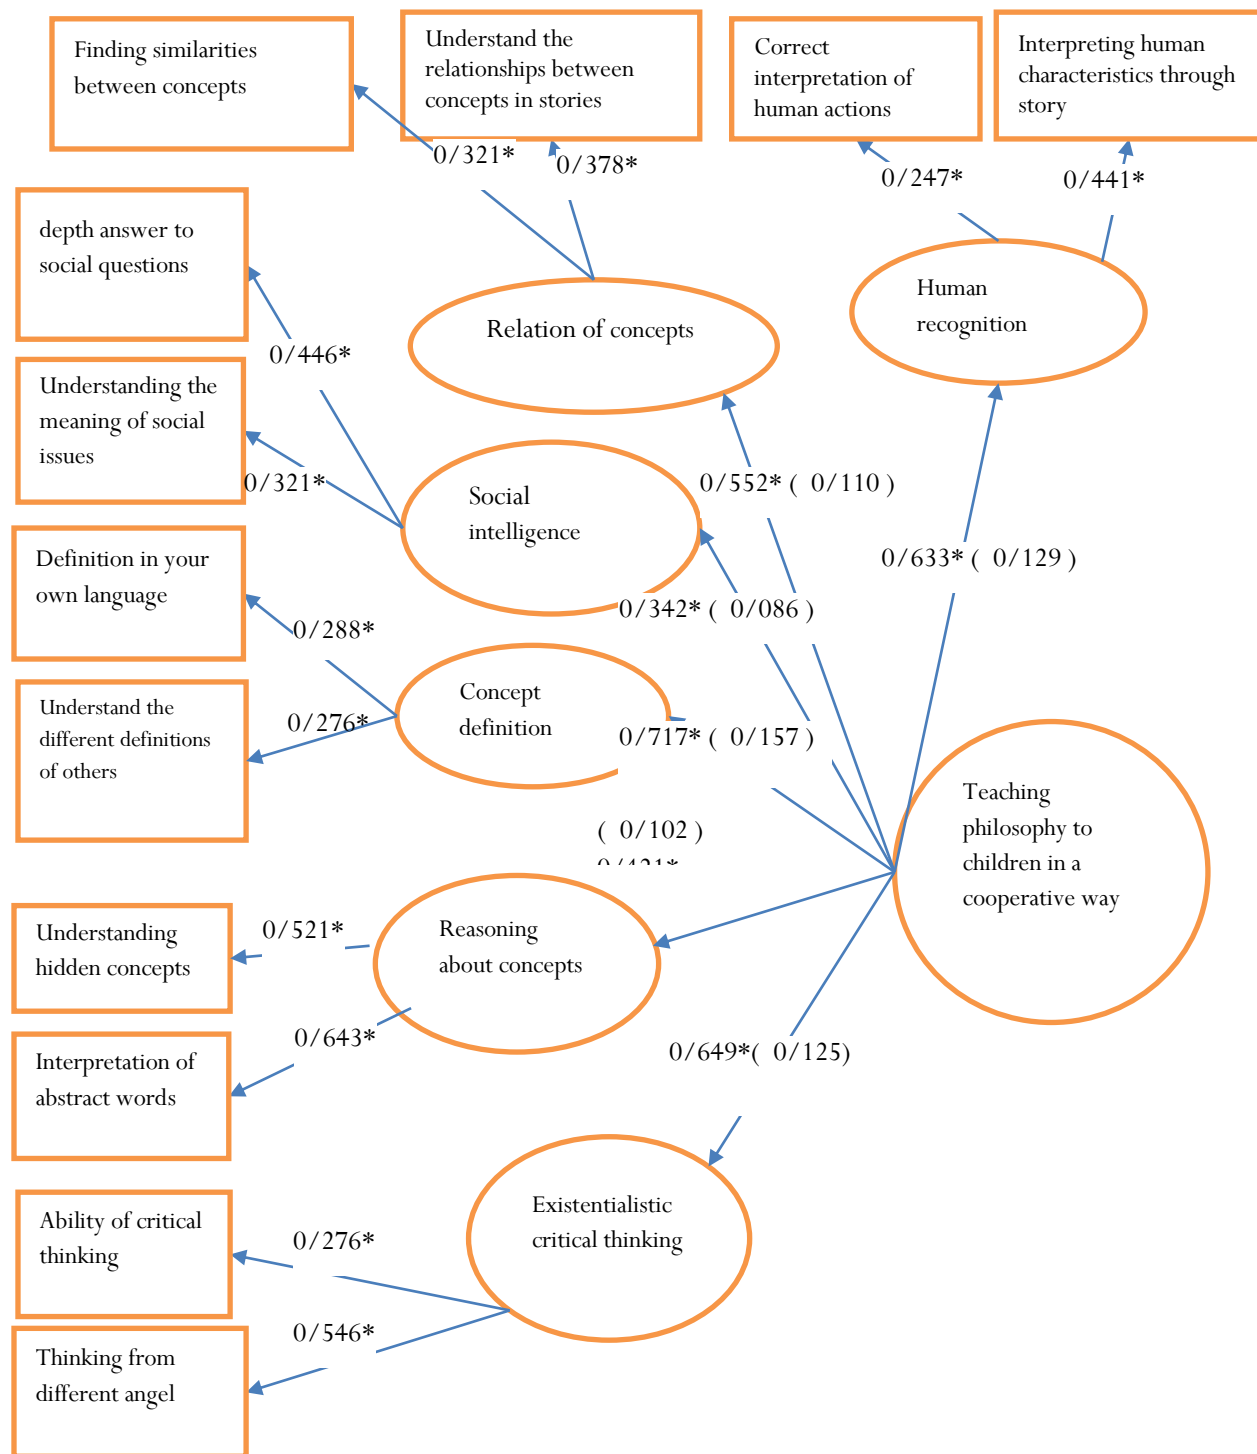 Finding similarities
between concepts
Understand the
relationships between
concepts in stories
Correct
interpretation of
human actions
Interpreting human
characteristics through
story
0/321*
0/378*
0/247*
0/441*
depth answer to
social questions
Human
recognition
Relation of concepts
0/446*
Understanding the
meaning of social
issues
0/321*
Social
intelligence
0/552* ( 0/110 )
0/633* ( 0/129 )
Definition in your
own language
0/342* ( 0/086 )
0/288*
Concept
definition
Understand the
different definitions
of others
0/276*
0/717* ( 0/157 )
Teaching
philosophy to
children in a
cooperative way
( 0/102 )
0/421*
Understanding
hidden concepts
0/521*
Reasoning
about concepts
0/643*
Interpretation of
abstract words
0/649*( 0/125)
Existentialistic
critical thinking
Ability of critical
thinking
0/276*
0/546*
Thinking from
different angel